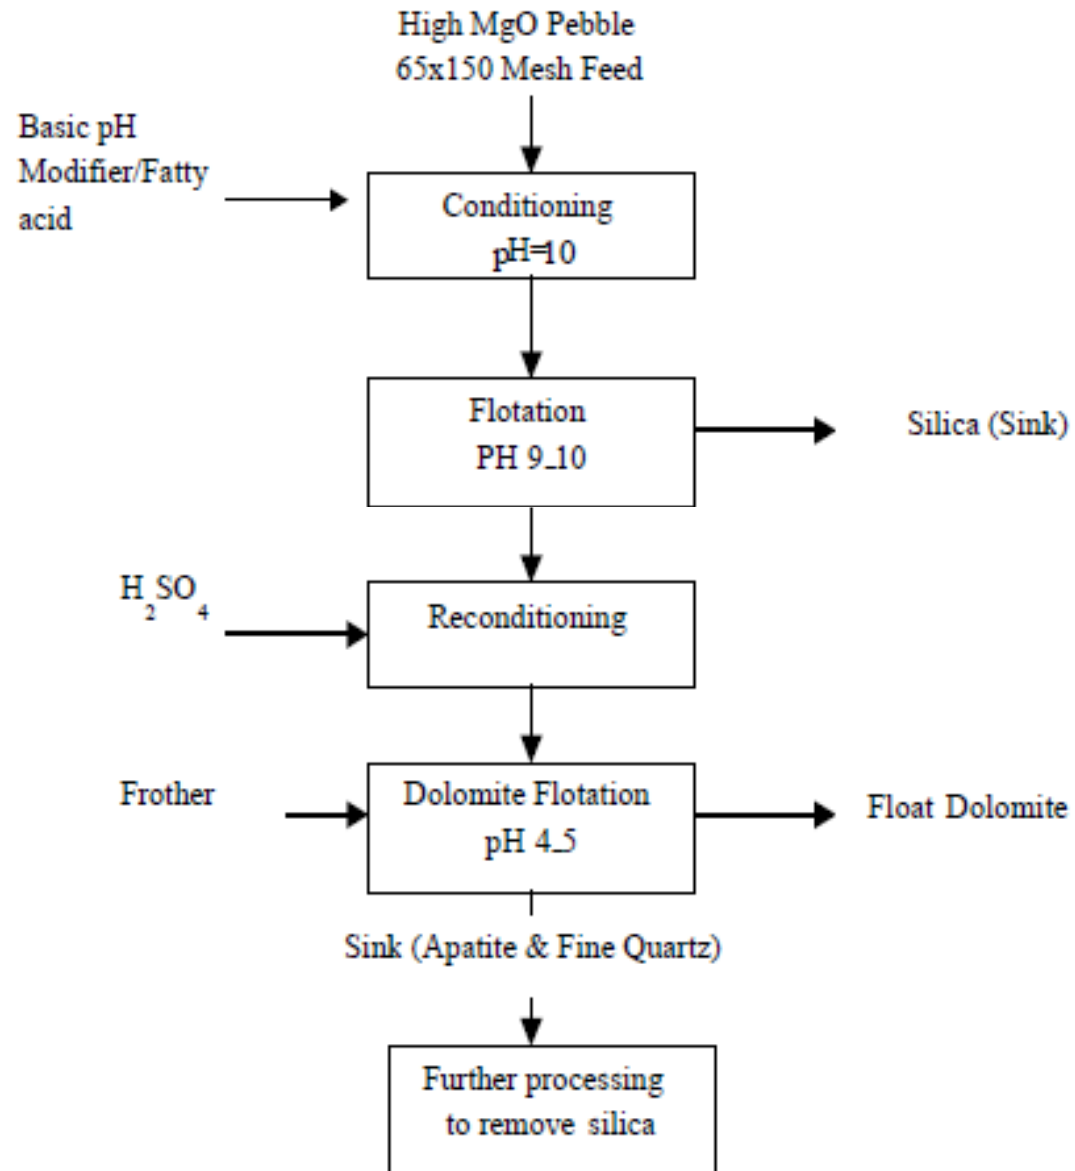 High MgO Pebble
65x150 Mesh Feed
Basic pH
Modifier/Fatty
acid
Conditioning
pH=10
Flotation
PH 9_10
Silica (Sink)
H2SO4
Reconditioning
Frother
Dolomite Flotation
pH 4_5
Float Dolomite
Sink (Apatite & Fine Quartz)
Further processing
to remove silica